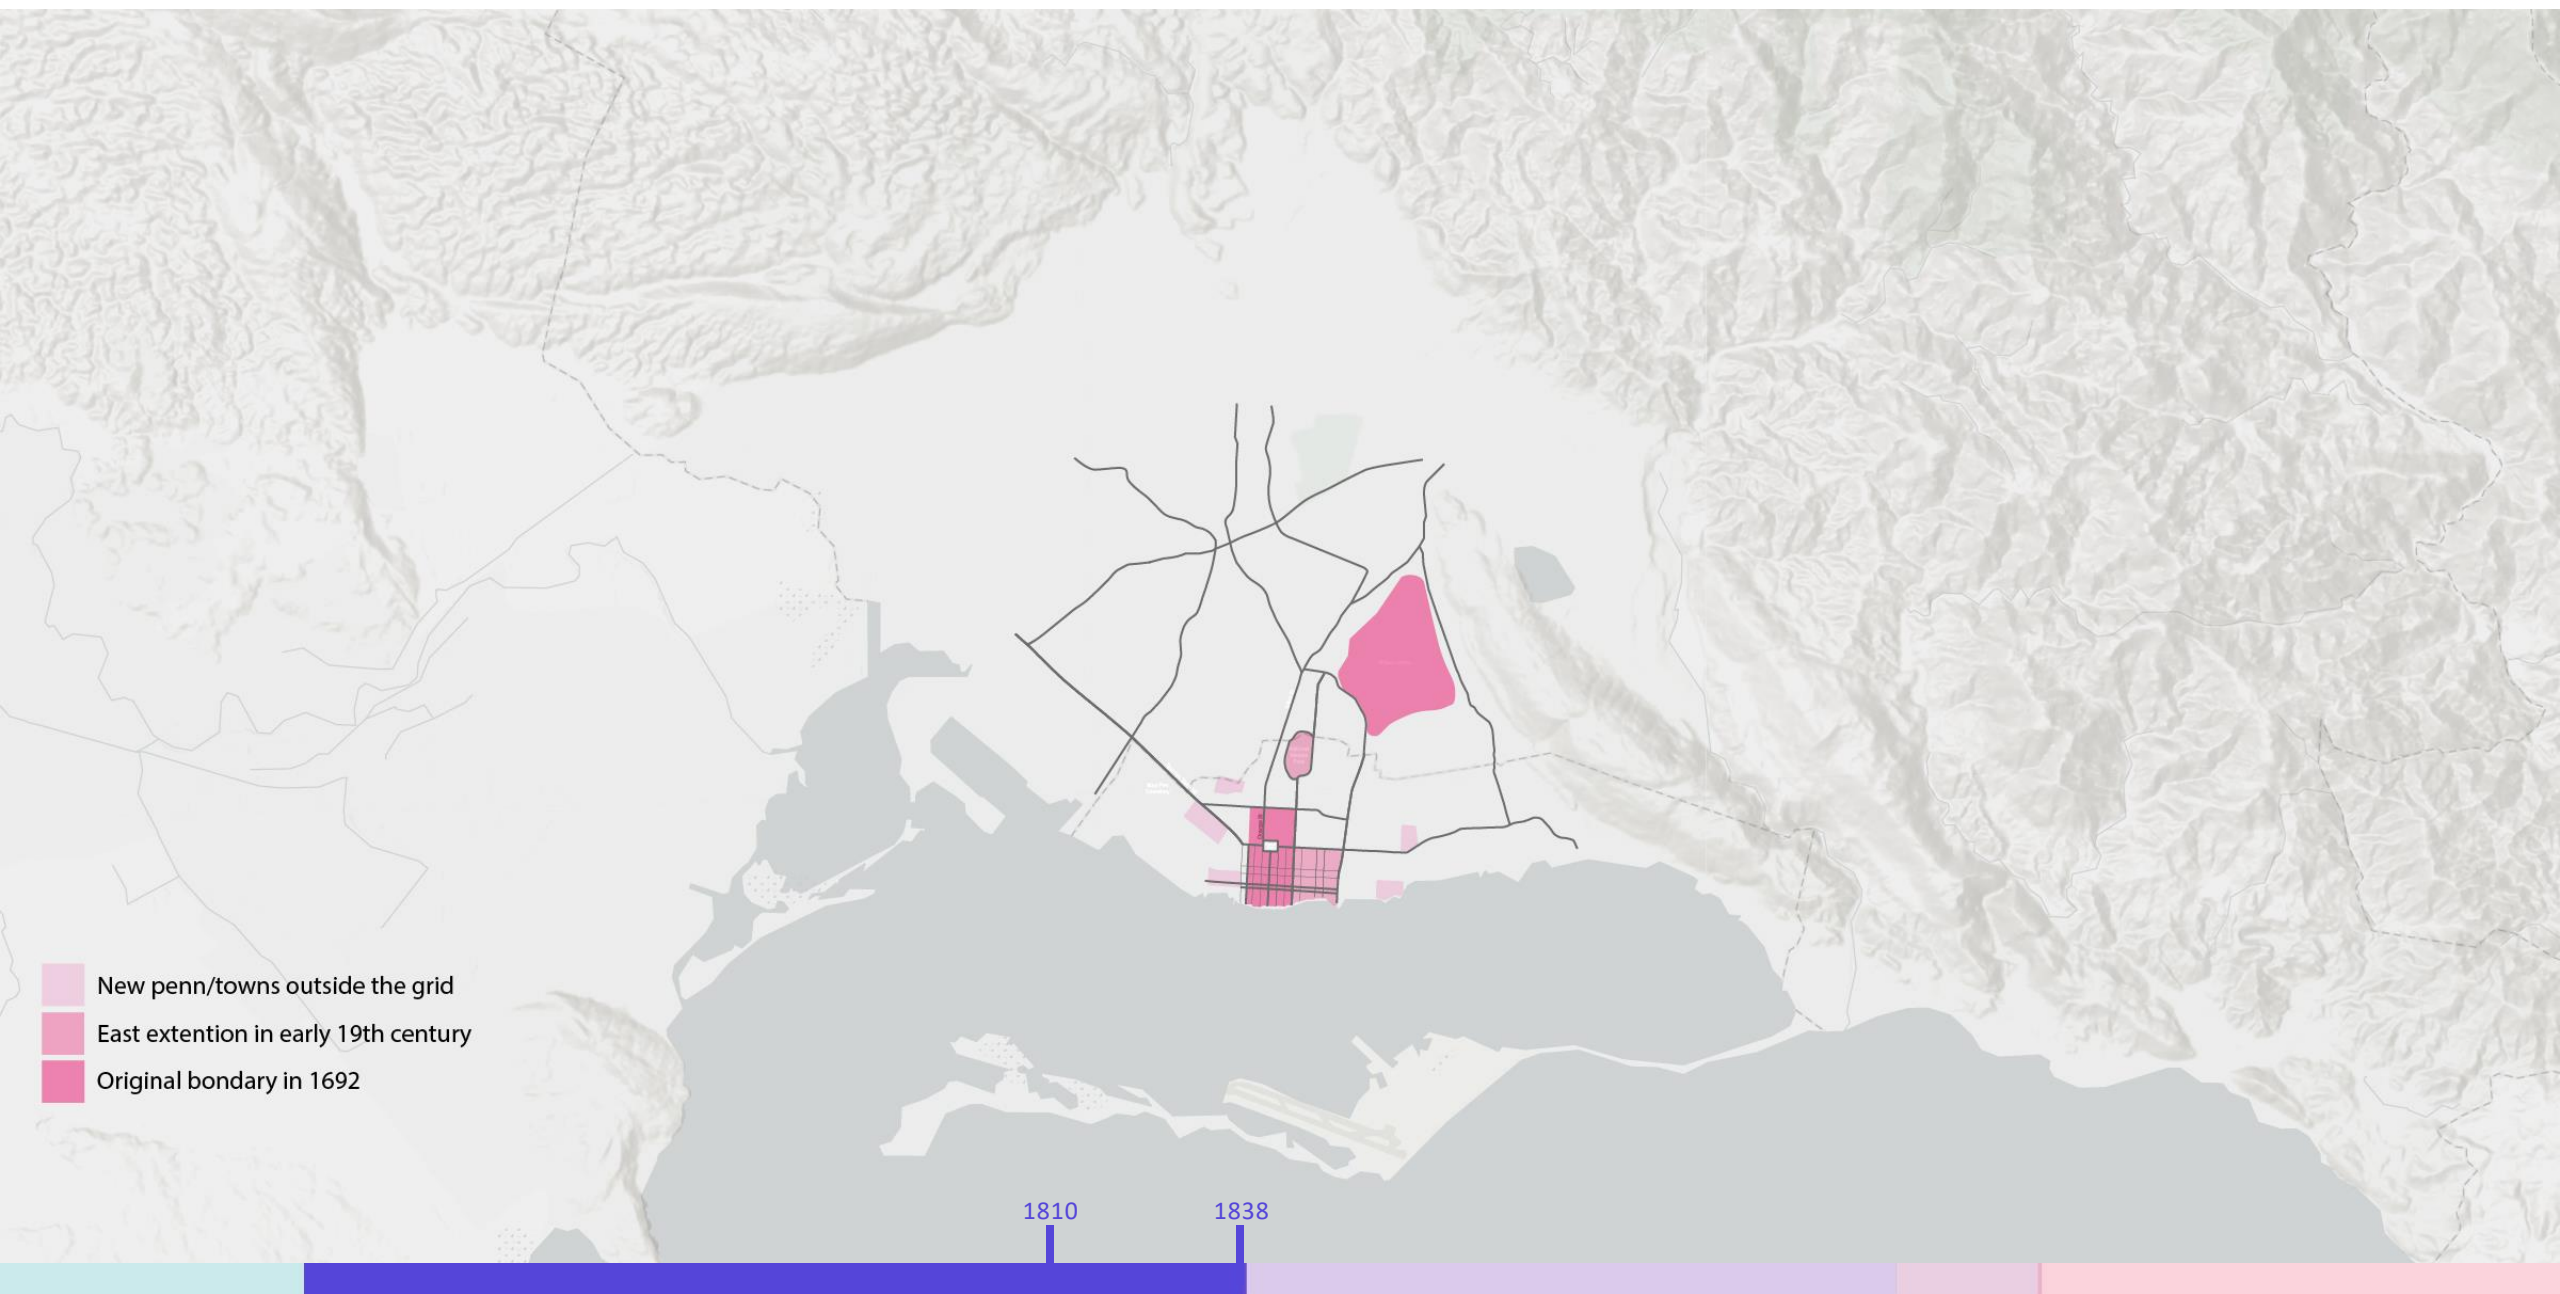 New penn/towns outside the grid
East extention in early 19th century
Original bondary in 1692
1810
1838